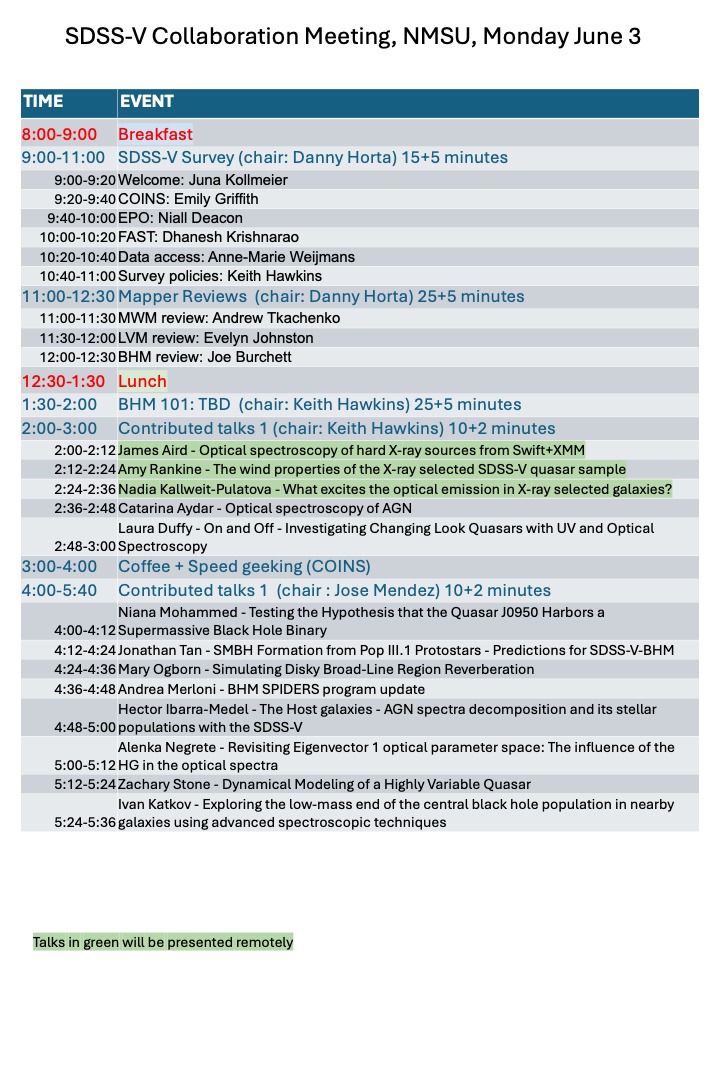 SDSS-V Collaboration Meeting, NMSU, Monday June 3
TIME EVENT
8:00-9:00 Breakfast
9:00-11:00 SDSS-V Survey (chair: Danny Horta) 15+5 minutes
9:00-9:20 Welcome: Juna Kollmeier
9:20-9:40 COINS: Emily Griffith
9:40-10:00 EPO: Niall Deacon
10:00-10:20 FAST: Dhanesh Krishnarao
10:20-10:40 Data access: Anne-Marie Weijmans
10:40-11:00 Survey policies: Keith Hawkins
11:00-12:30 Mapper Reviews (chair: Danny Horta) 25+5 minutes
11:00-11:30 MWM review: Andrew Tkachenko
11:30-12:00 LVM review: Evelyn Johnston
12:00-12:30 BHM review: Joe Burchett
12:30-1:30 Lunch
1:30-2:00 BHM 101: TBD (chair: Keith Hawkins) 25+5 minutes
2:00-3:00 Contributed talks 1 (chair: Keith Hawkins) 10+2 minutes
2:00-2:12 James Aird - Optical spectroscopy of hard X-ray sources from Swift+XMM
2:12-2:24 Amy Rankine - The wind properties of the X-ray selected SDSS-V quasar sample
2:24-2:36 Nadia Kallweit-Pulatova - What excites the optical emission in X-ray selected galaxies?
2:36-2:48 Catarina Aydar - Optical spectroscopy of AGN
Laura Duffy - On and Off - Investigating Changing Look Quasars with UV and Optical
2:48-3:00 Spectroscopy
3:00-4:00 Coffee + Speed geeking (COINS)
4:00-5:40 Contributed talks 1 (chair : Jose Mendez) 10+2 minutes
Niana Mohammed - Testing the Hypothesis that the Quasar J0950 Harbors a
4:00-4:12 Supermassive Black Hole Binary
4:12-4:24 Jonathan Tan - SMBH Formation from Pop III.1 Protostars - Predictions for SDSS-V-BHM
4:24-4:36 Mary Ogborn - Simulating Disky Broad-Line Region Reverberation
4:36-4:48 Andrea Merloni - BHM SPIDERS program update
Hector Ibarra-Medel - The Host galaxies - AGN spectra decomposition and its stellar
4:48-5:00 populations with the SDSS-V
Alenka Negrete - Revisiting Eigenvector 1 optical parameter space: The influence of the
5:00-5:12 HG in the optical spectra
5:12-5:24 Zachary Stone - Dynamical Modeling of a Highly Variable Quasar
Ivan Katkov - Exploring the low-mass end of the central black hole population in nearby
5:24-5:36 galaxies using advanced spectroscopic techniques
Talks in green will be presented remotely